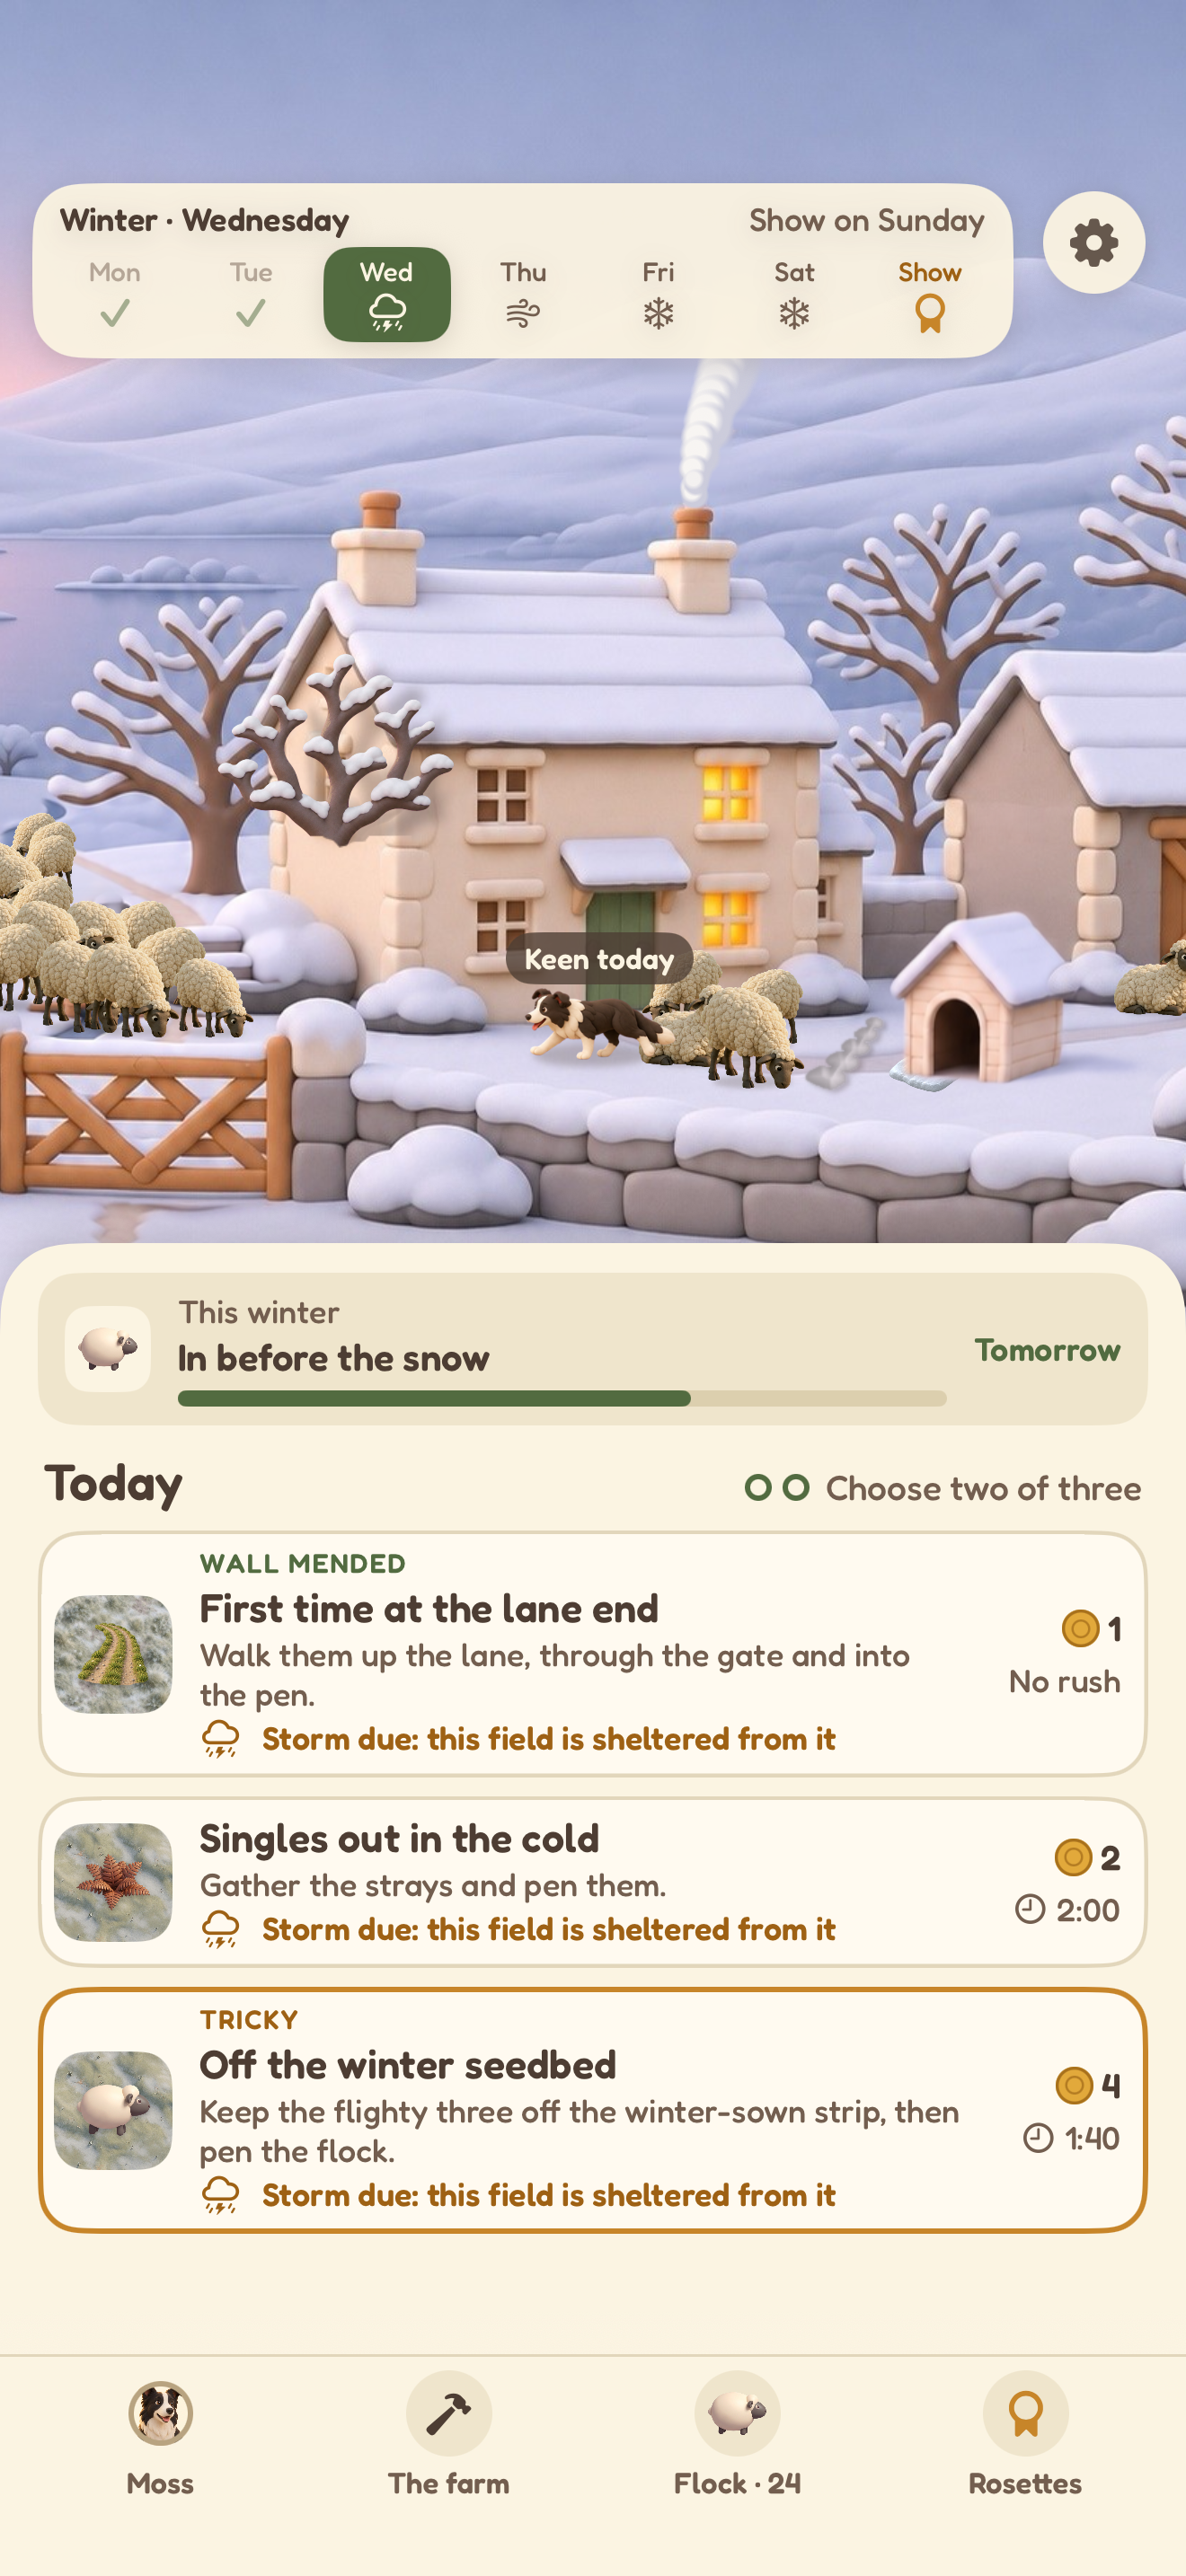 Winter · Wednesday
Show on Sunday
Mon Tue Wed Thu Fri Sat Show
Keen today
This winter
In before the snow
Tomorrow
Today
Choose two of three
WALL MENDED
First time at the lane end
Walk them up the lane, through the gate and into
the pen.
Storm due: this field is sheltered from it
1
No rush
Singles out in the cold
Gather the strays and pen them.
Storm due: this field is sheltered from it
2
2:00
TRICKY
Off the winter seedbed
Keep the flighty three off the winter-sown strip, then
pen the flock.
Storm due: this field is sheltered from it
4
1:40
Moss
The farm
Flock · 24
Rosettes